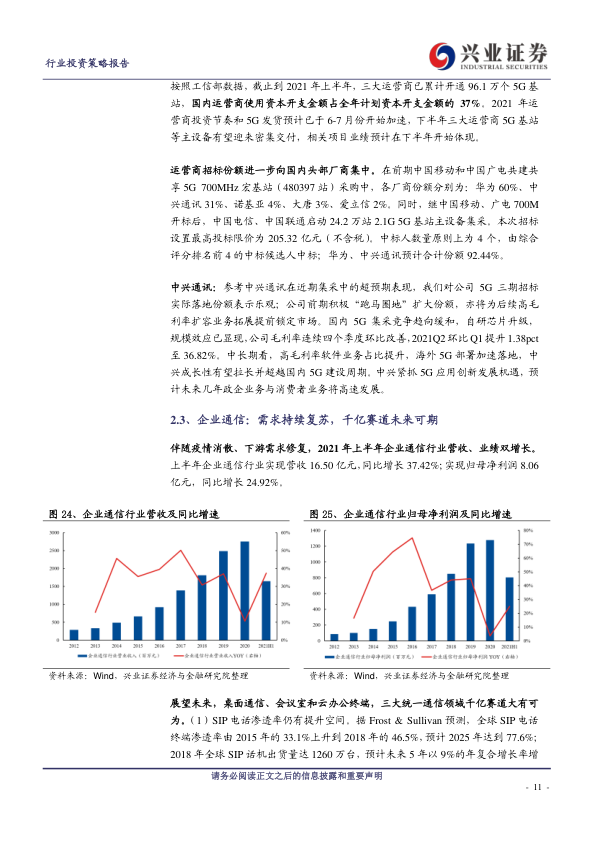 行业投资策略报告
兴业证券
INDUSTRIAL SECURITIES
按照工信部数据，截止到 2021 年上半年，三大运营商已累计开通 96.1 万个 5G 基
站，国内运营商使用资本开支金额占全年计划资本开支金额的 37%。2021 年运
营商投资节奏和 5G 发货预计已于 6-7 月份开始加速，下半年三大运营商 5G 基站
等主设备有望迎来密集交付，相关项目业绩预计在下半年开始体现。
运营商招标份额进一步向国内头部厂商集中。在前期中国移动和中国广电共建共
享 5G 700MHz 宏基站（480397 站）采购中，各厂商份额分别为：华为 60%、中
兴通讯 31%、诺基亚 4%、大唐 3%、爱立信 2%。同时，继中国移动、广电 700M
开标后，中国电信、中国联通启动 24.2 万站 2.1G 5G 基站主设备集采。本次招标
设置最高投标限价为 205.32 亿元（不含税）。中标人数量原则上为 4 个，由综合
评分排名前 4 的中标候选人中标；华为、中兴通讯预计合计份额 92.44%。
中兴通讯：参考中兴通讯在近期集采中的超预期表现，我们对公司 5G 三期招标
实际落地份额表示乐观；公司前期积极“跑马圈地”扩大份额，亦将为后续高毛
利率扩容业务拓展提前锁定市场。国内 5G 集采竞争趋向缓和，自研芯片升级，
规模效应已显现，公司毛利率连续四个季度环比改善，2021Q2 环比 Q1 提升 1.38pct
至 36.82%。中长期看，高毛利率软件业务占比提升，海外 5G 部署加速落地，中
兴成长性有望拉长并超越国内 5G 建设周期。中兴紧抓 5G 应用创新发展机遇，预
计未来几年政企业务与消费者业务将高速发展。
2.3、企业通信：需求持续复苏，千亿赛道未来可期
伴随疫情消散、下游需求修复，2021 年上半年企业通信行业营收、业绩双增长。
上半年企业通信行业实现营收 16.50 亿元，同比增长 37.42%；实现归母净利润 8.06
亿元，同比增长 24.92%。
图 24、企业通信行业营收及同比增速
3000
2500
2000
1500
1000
500
0
60%
50%
40%
30%
20%
10%
0%
2012 2013 2014 2015 2016 2017 2018 2019 2020 2021H1
企业通信行业营业收入（百万元） 企业通信行业营业收入YOY（右轴）
资料来源：Wind，兴业证券经济与金融研究院整理
图 25、企业通信行业归母净利润及同比增速
1400
1200
1000
800
600
400
200
0
80%
70%
60%
50%
40%
30%
20%
10%
0%
2012 2013 2014 2015 2016 2017 2018 2019 2020 2021H1
企业通信行业归母净利润（百万元） 企业通信行业归母净利润YOY（右轴）
资料来源：Wind，兴业证券经济与金融研究院整理
展望未来，桌面通信、会议室和云办公终端，三大统一通信领域千亿赛道大有可
为。（1）SIP 电话渗透率仍有提升空间。据 Frost & Sullivan 预测，全球 SIP 电话
终端渗透率由 2015 年的 33.1%上升到 2018 年的 46.5%，预计 2025 年达到 77.6%；
2018 年全球 SIP 话机出货量达 1260 万台，预计未来 5 年以 9%的年复合增长率增
请务必阅读正文之后的信息披露和重要声明
- 11 -